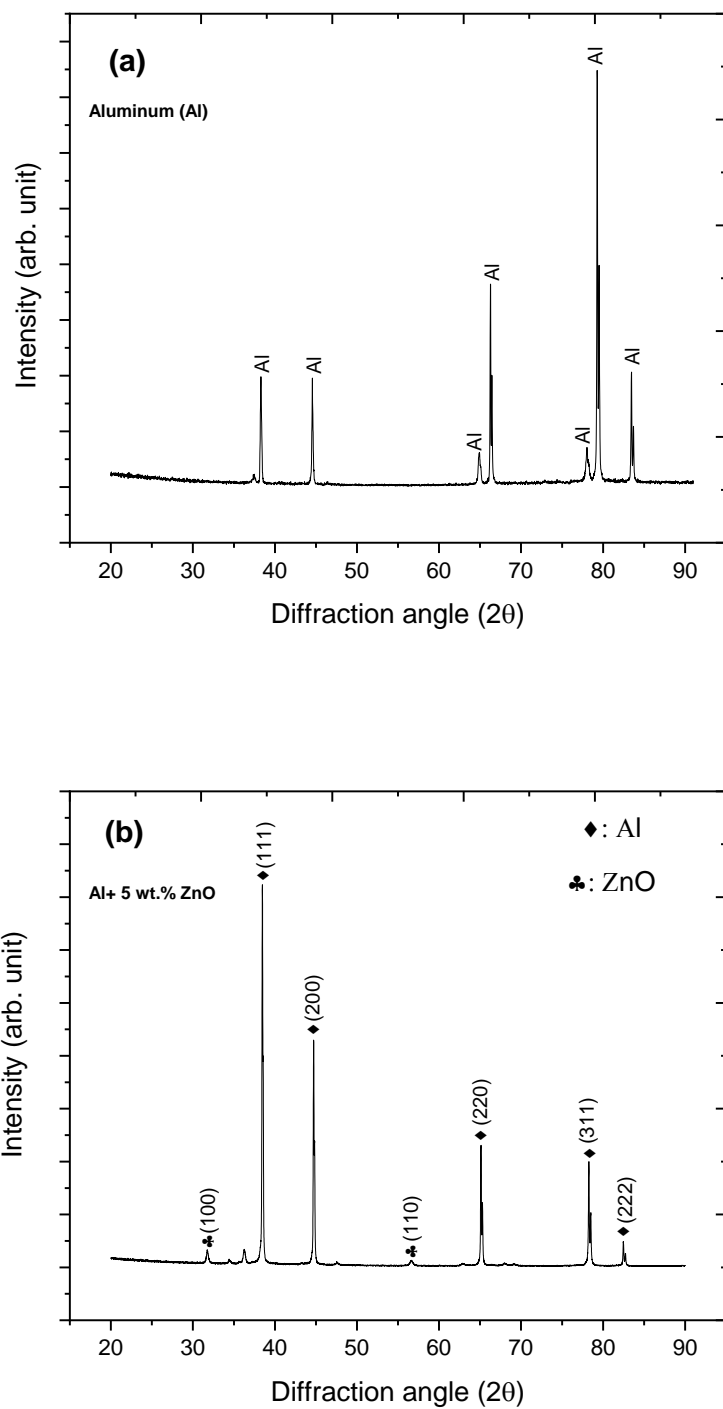 (a)
Aluminum (Al)
Al
Al
Al
Al
Al
Al
Al
Intensity (arb. unit)
20 30 40 50 60 70 80 90
Diffraction angle (2θ)
(b)
Al+ 5 wt.% ZnO
♦: Al
♣: ZnO
♣(100)
♦(111)
♦(200)
♣(110)
♦(220)
♦(311)
♦(222)
Intensity (arb. unit)
20 30 40 50 60 70 80 90
Diffraction angle (2θ)